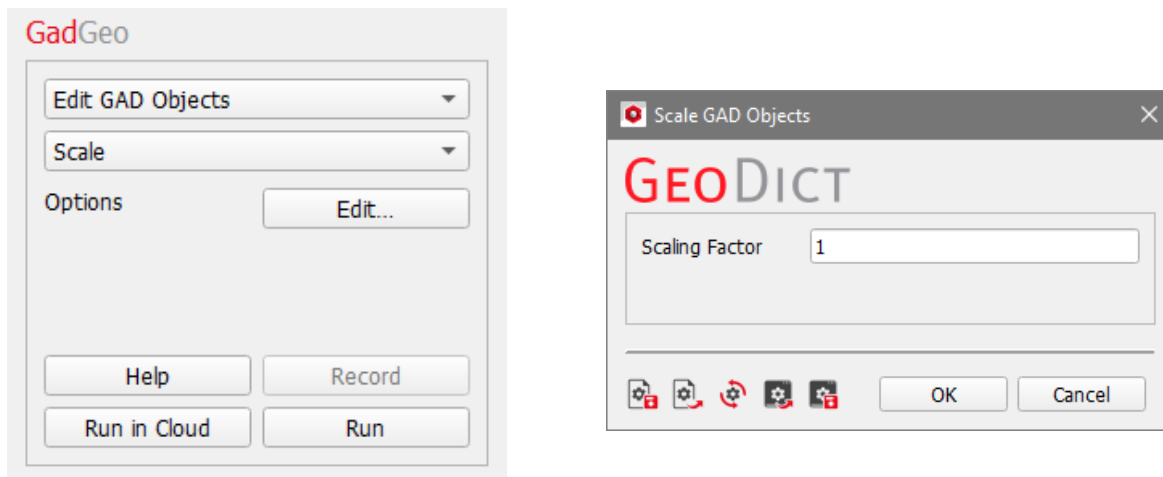 GadGeo
Edit GAD Objects
Scale
Options
Edit...
Help
Record
Run in Cloud
Run
Scale GAD Objects
GEODICT
Scaling Factor
1
OK
Cancel